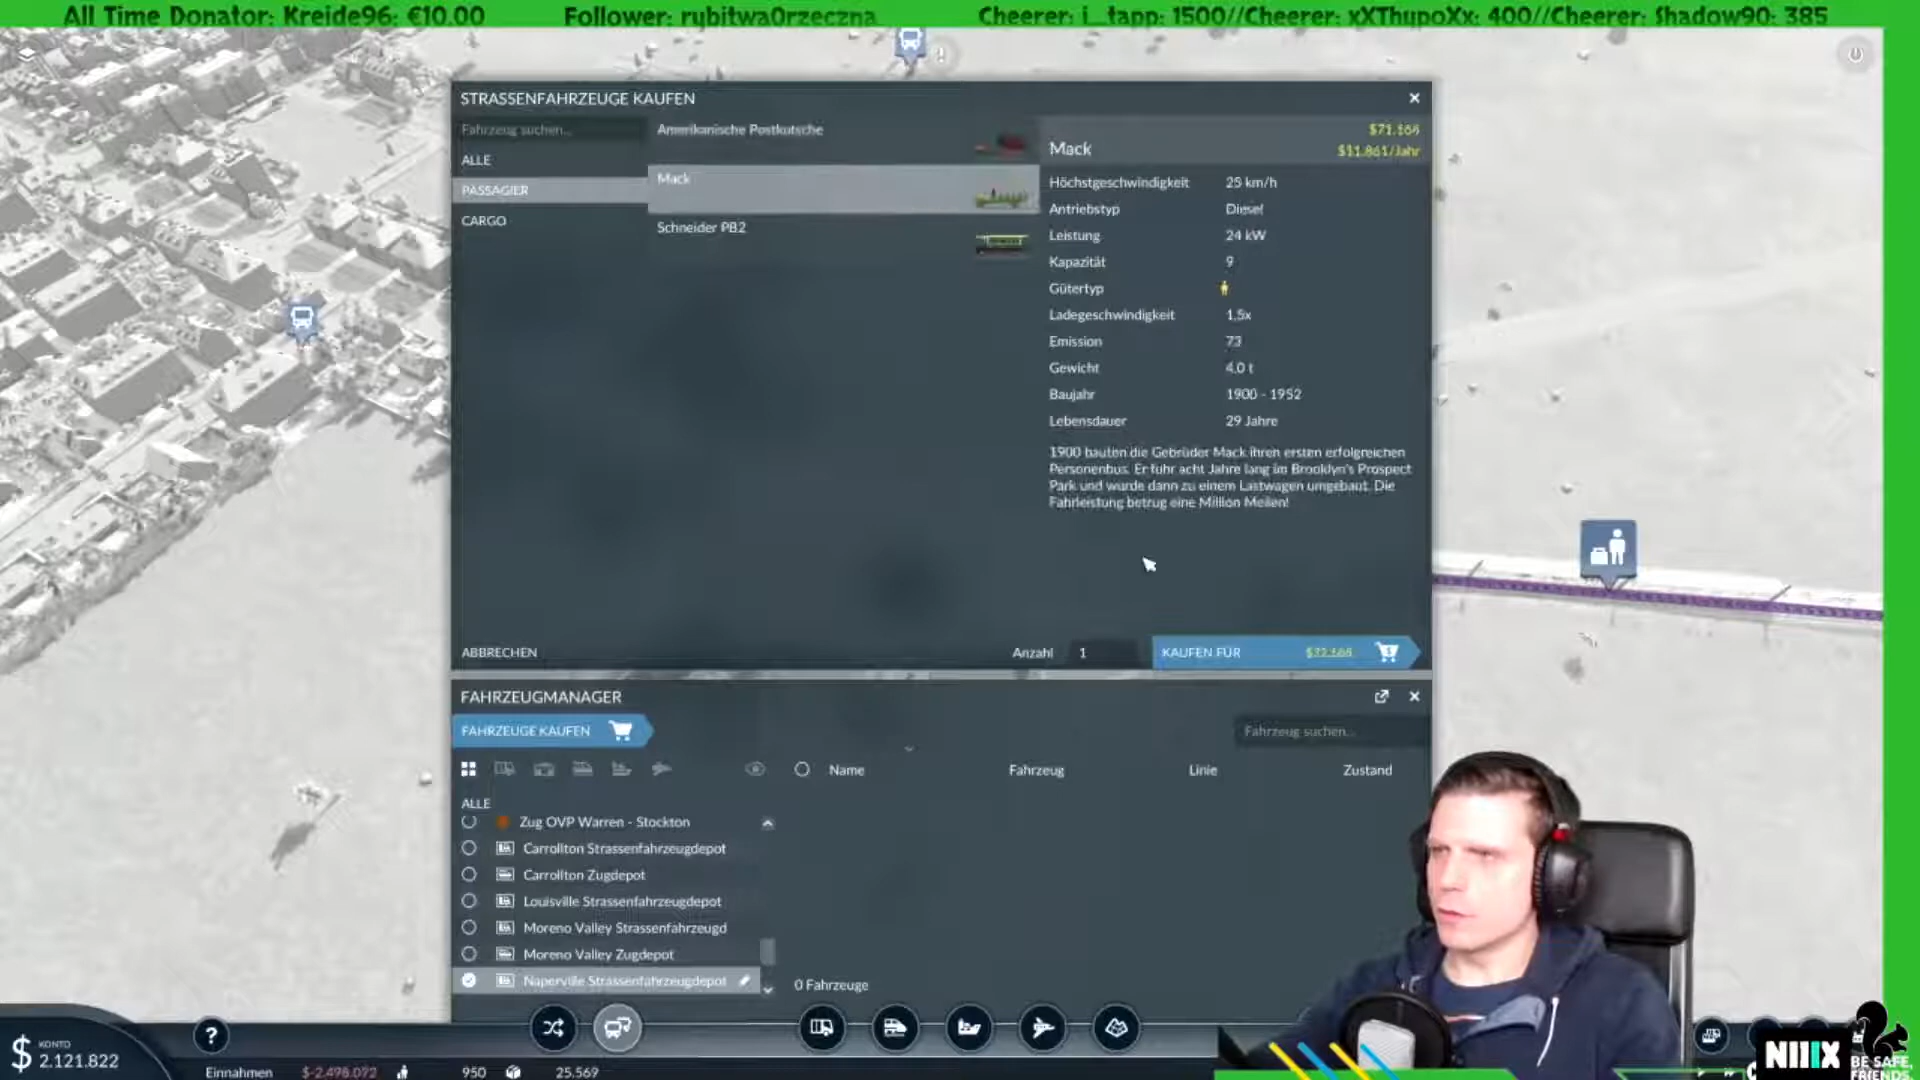 All Time Donator: Kreide96: €10.00 Follower: rybitwa0rzeczna Cheerer: i_tapp: 1500//Cheerer: xXThypoXx: 400//Cheerer: Shadow90: 385
STRASSENFAHRZEUGE KAUFEN
Fahrzeug suchen...
ALLE
PASSAGIER
CARGO
Amerikanische Postkutsche
Mack
Schneider PB2
Mack
$71.166
$11.861/Jahr
Höchstgeschwindigkeit 25 km/h
Antriebstyp Diesel
Leistung 24 kW
Kapazität 9
Gütertyp
Ladegeschwindigkeit 1,5x
Emission 73
Gewicht 4,0 t
Baujahr 1900 - 1952
Lebensdauer 29 Jahre
1900 bauten die Gebrüder Mack ihren ersten erfolgreichen
Personenbus. Er fuhr acht Jahre lang im Brooklyn's Prospect
Park und wurde dann zu einem Lastwagen umgebaut. Die
Fahrleistung betrug eine Million Meilen!
ABBRECHEN
Anzahl 1
KAUFEN FÜR
FAHRZEUGMANAGER
FAHRZEUGE KAUFEN
Fahrzeug suchen...
Name Fahrzeug Linie Zustand
ALLE
Zug OVP Warren - Stockton
Carrollton Strassenfahrzeugdepot
Carrollton Zugdepot
Louisville Strassenfahrzeugdepot
Moreno Valley Strassenfahrzeugd
Moreno Valley Zugdepot
Naperville Strassenfahrzeugdepot
0 Fahrzeuge
?
$ KONTO
2.121.822
Einnahmen $-2.498.072 950 25.569
NIIIX
BE SAFE,
FRIENDS.